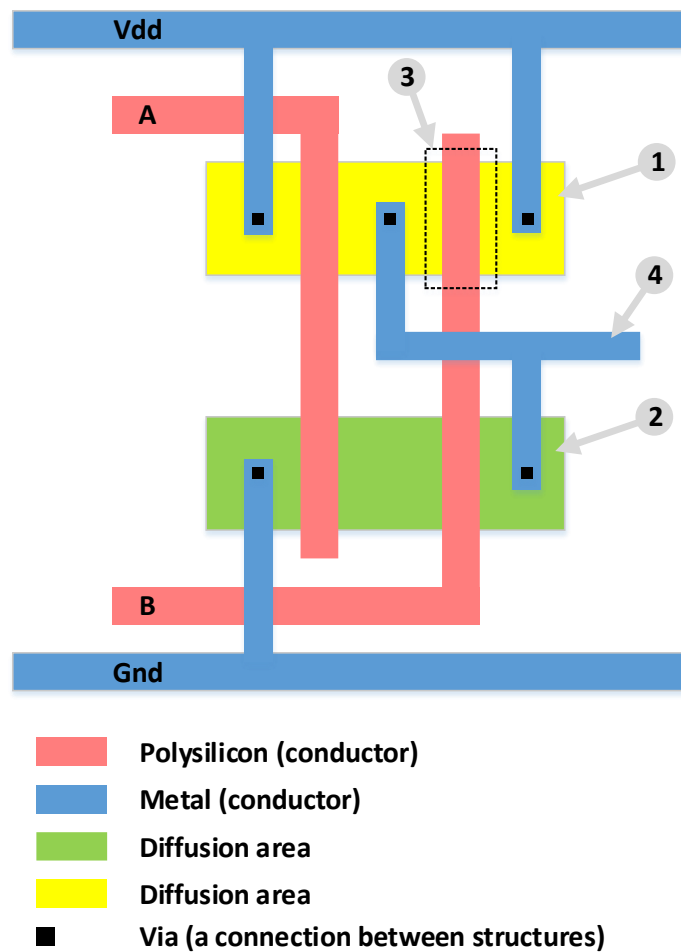 Vdd
3
A
1
4
2
B
Gnd
Polysilicon (conductor)
Metal (conductor)
Diffusion area
Diffusion area
Via (a connection between structures)